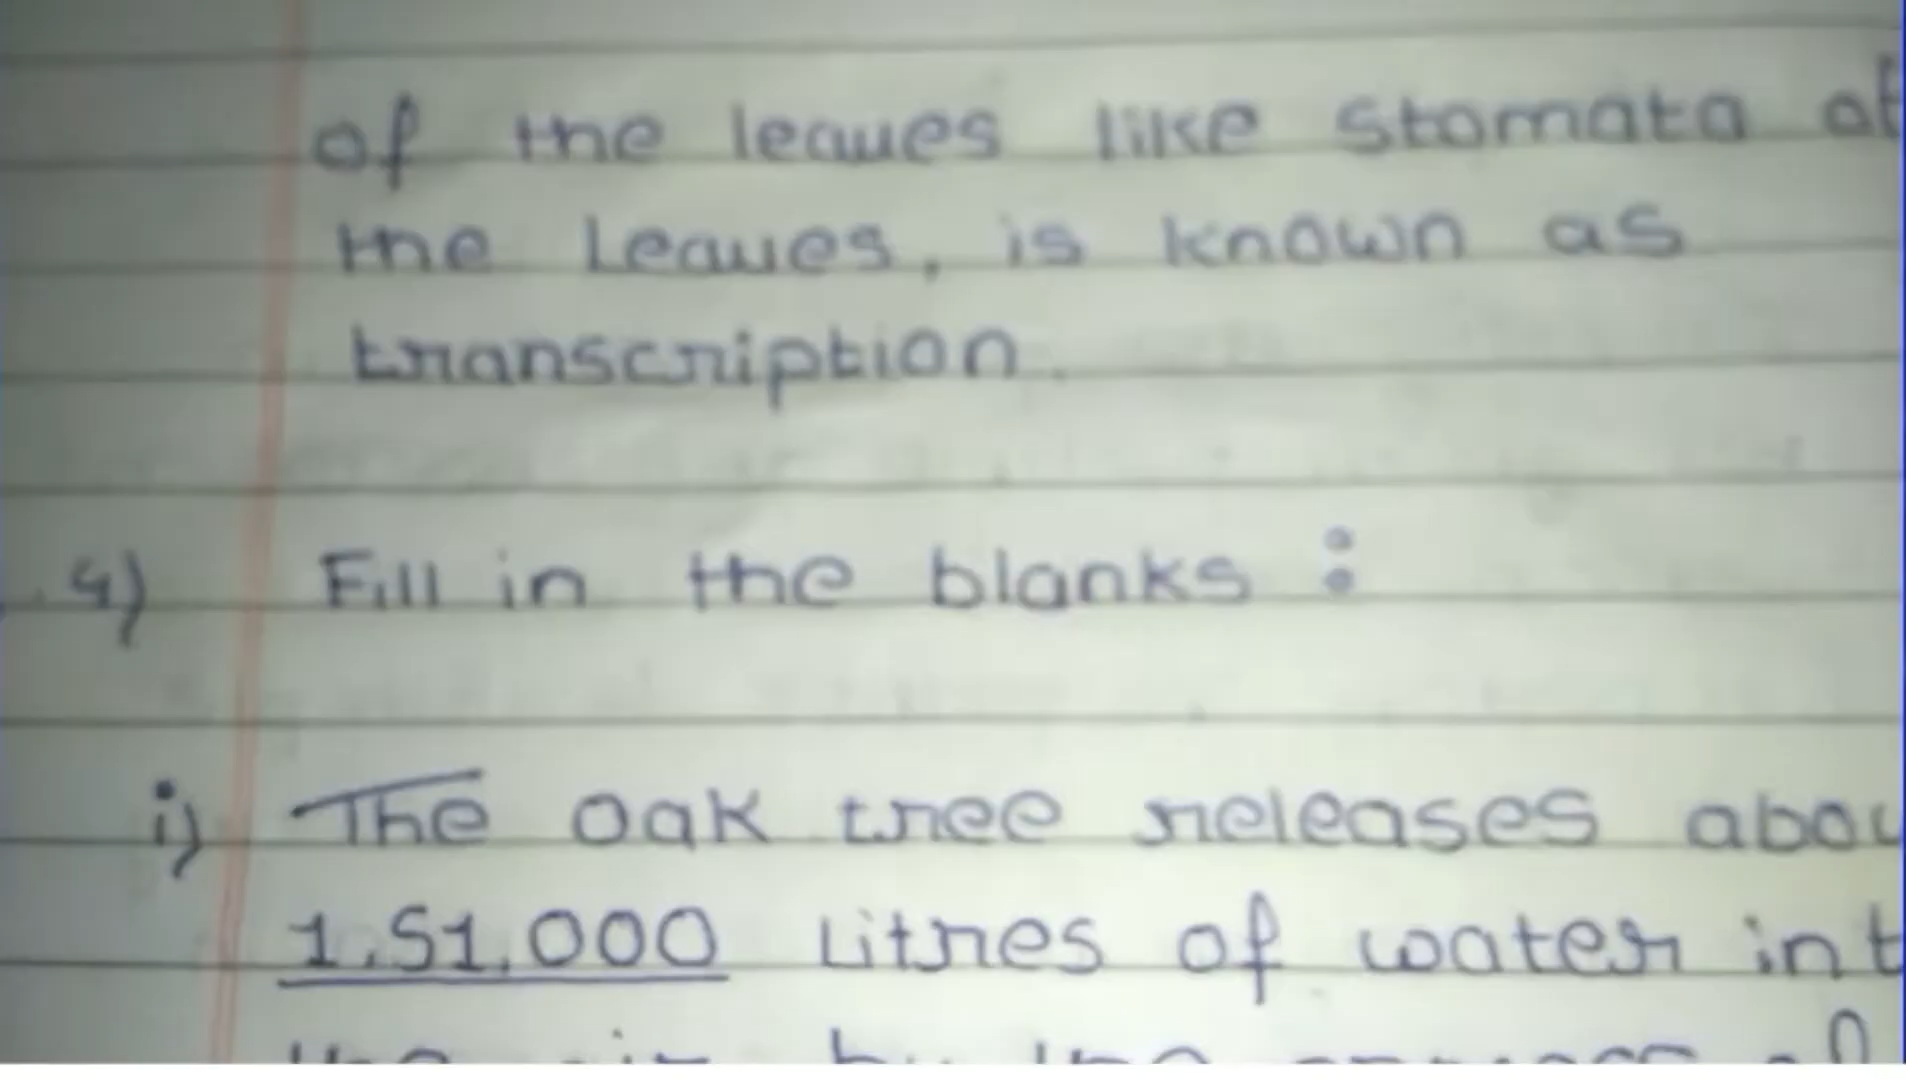 of the leaves like stomata of
the Leaves, is known as
transcription.
4) Fill in the blanks :
i) The oak tree releases abou
1,51,000 Litres of water int